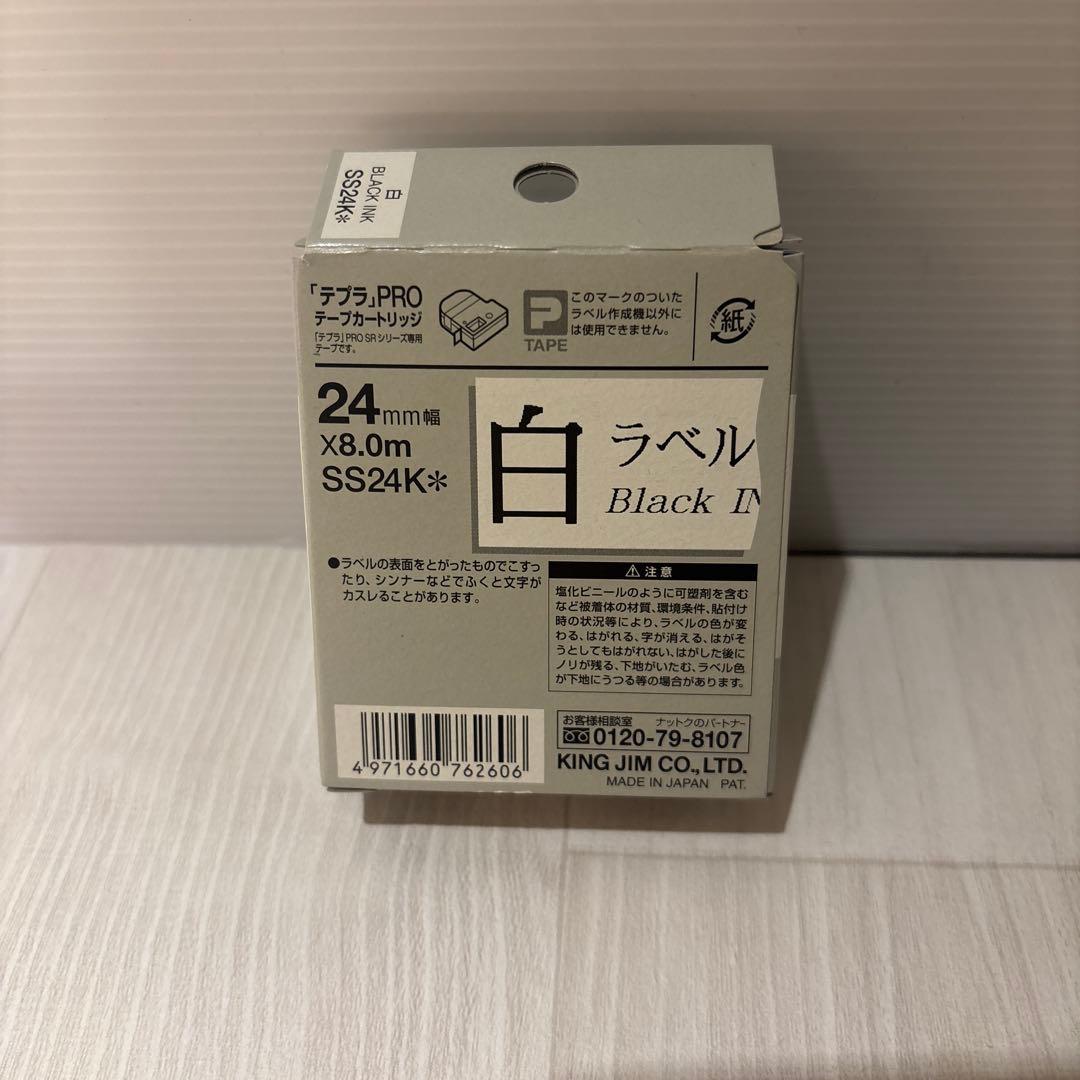 白
BLACK INK
SS24K*
「テプラ」PRO
テープカートリッジ
「テプラ」PRO SRシリーズ専用
テープです。
P
TAPE
このマークのついた
ラベル作成機以外に
は使用できません。
紙
24mm幅
X8.0m
SS24K*
白 ラベル
Black IN
●ラベルの表面をとがったものでこすっ
たり、シンナーなどでふくと文字が
カスレることがあります。
⚠注意
塩化ビニールのように可塑剤を含む
など被着体の材質、環境条件、貼付け
時の状況等により、ラベルの色が変
わる、はがれる、字が消える、はがそ
うとしてもはがれない、はがした後に
ノリが残る、下地がいたむ、ラベル色
が下地にうつる等の場合があります。
お客様相談室 ナットクのパートナー
0120-79-8107
KING JIM CO.,LTD.
MADE IN JAPAN PAT.
4 971660 762606